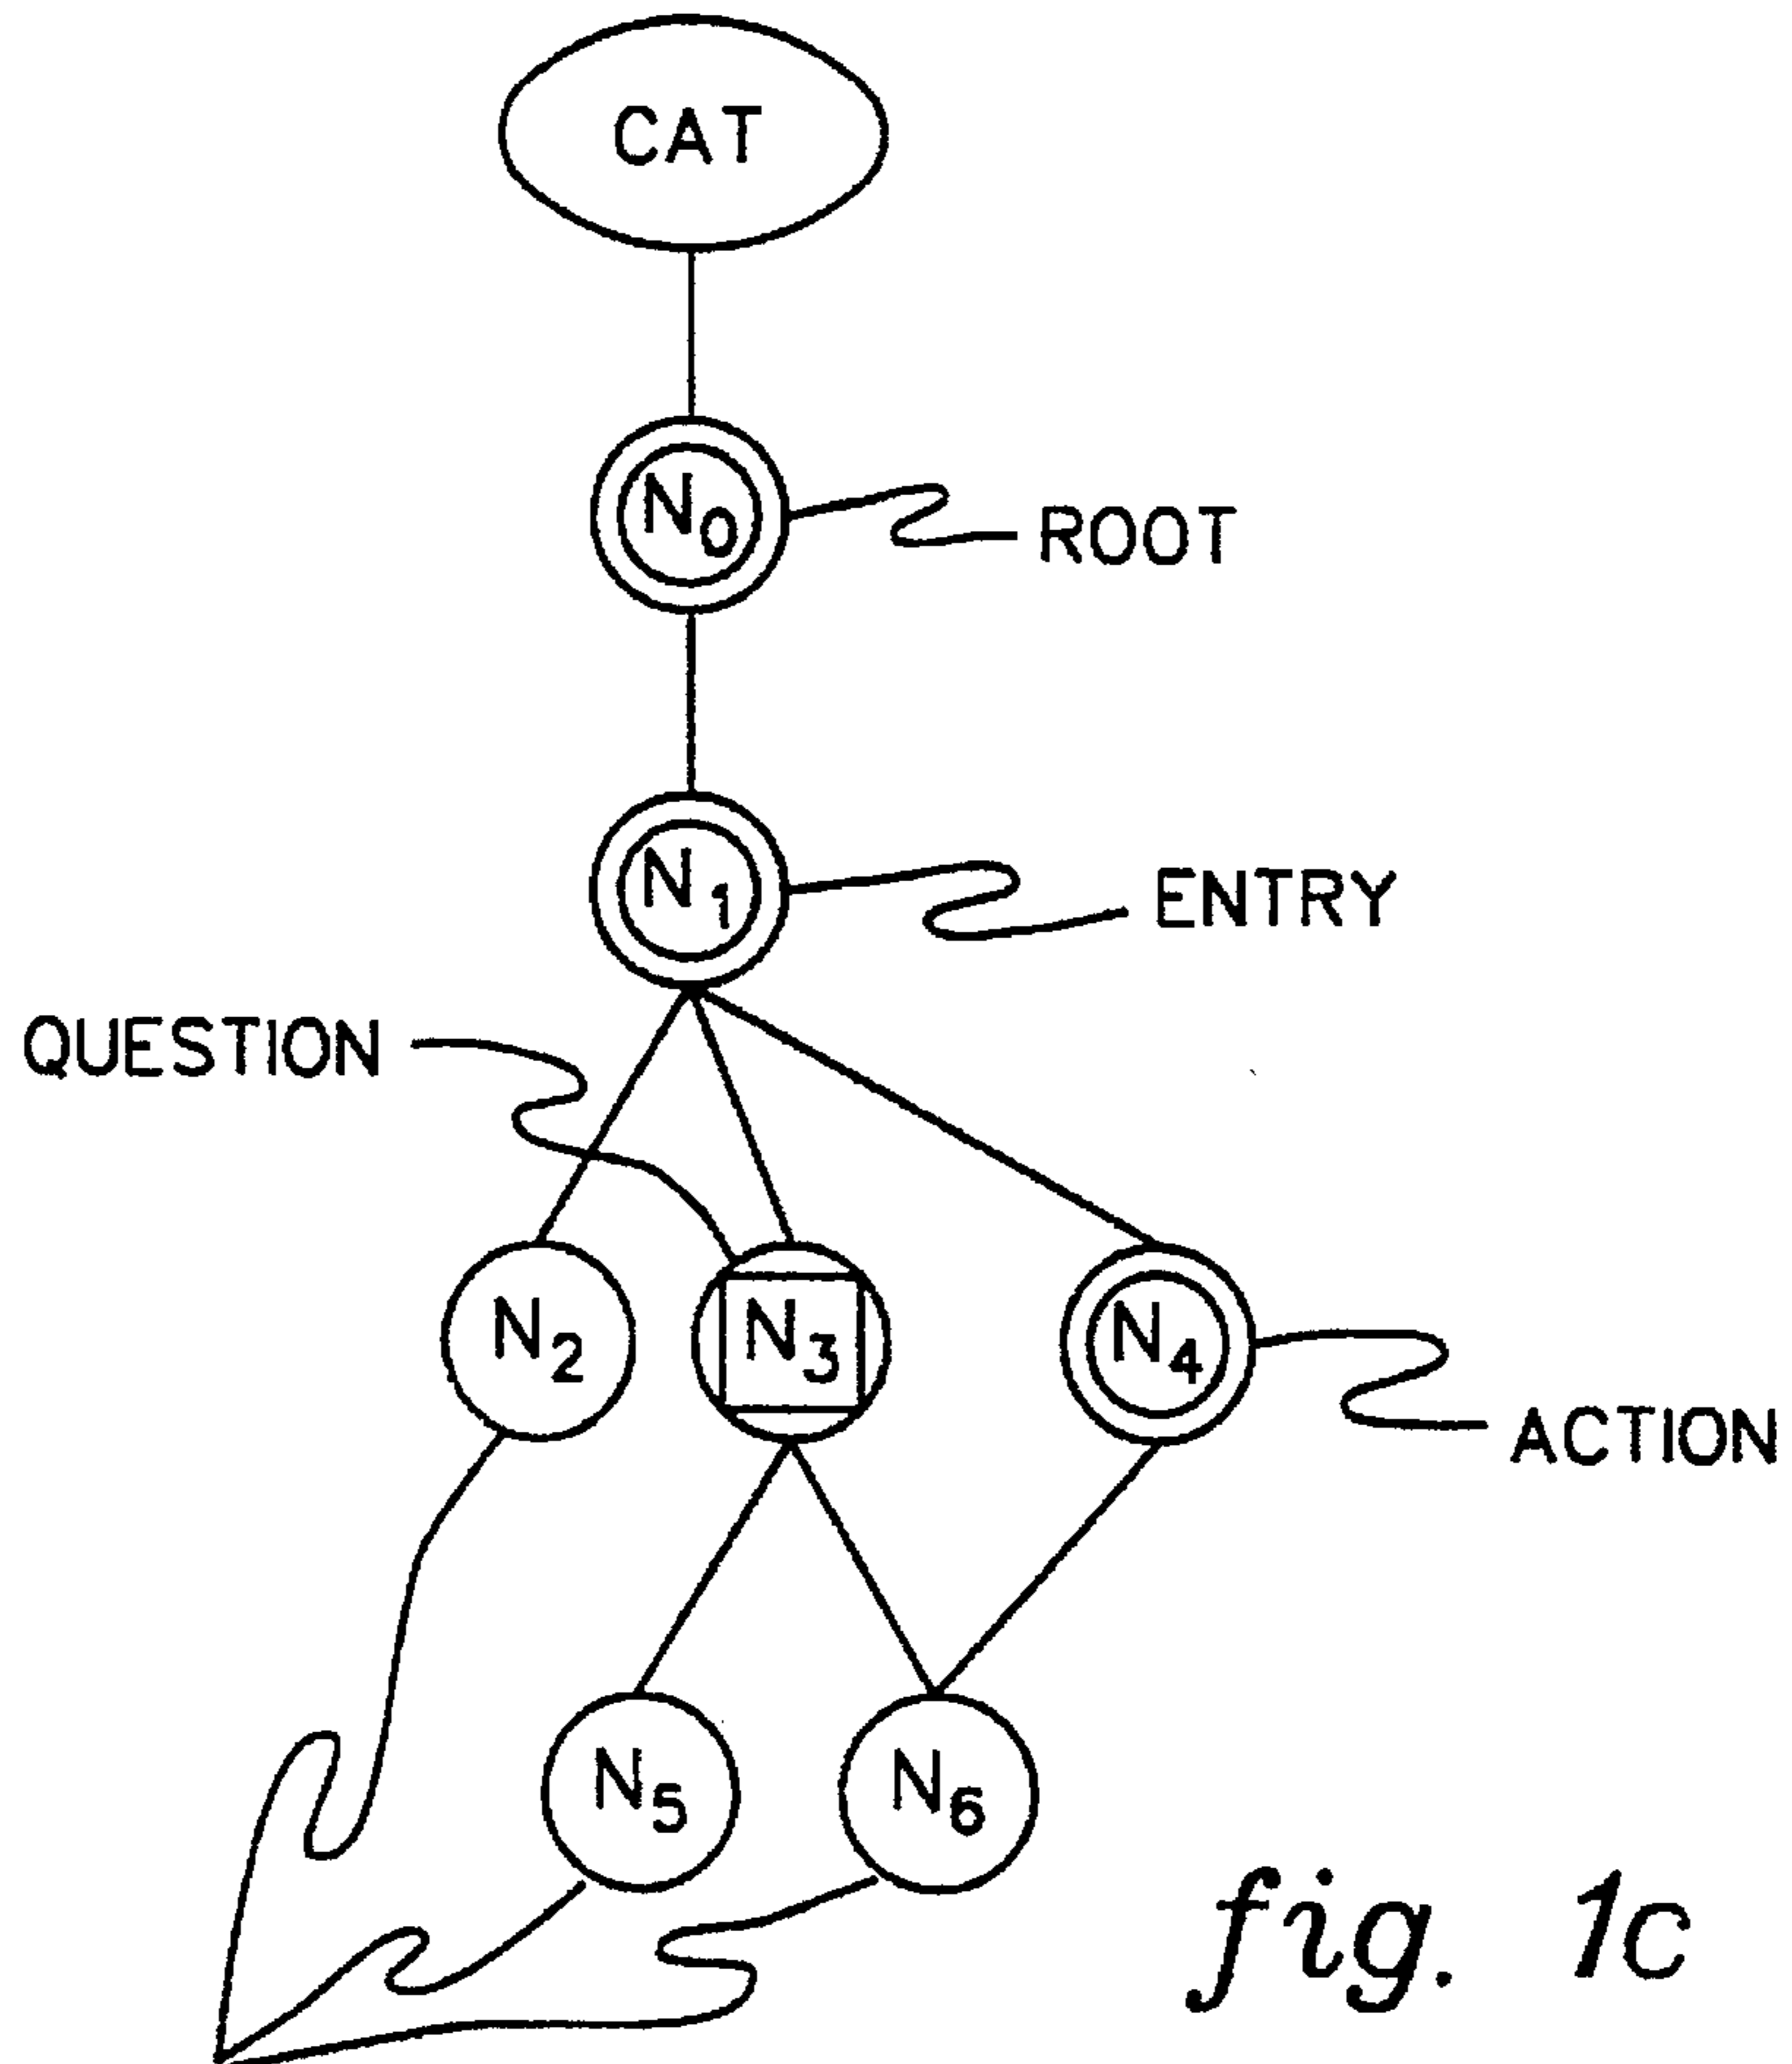 CAT
N0
ROOT
N1
ENTRY
QUESTION
N2
N3
N4
ACTION
N5
N6
fig. 1c